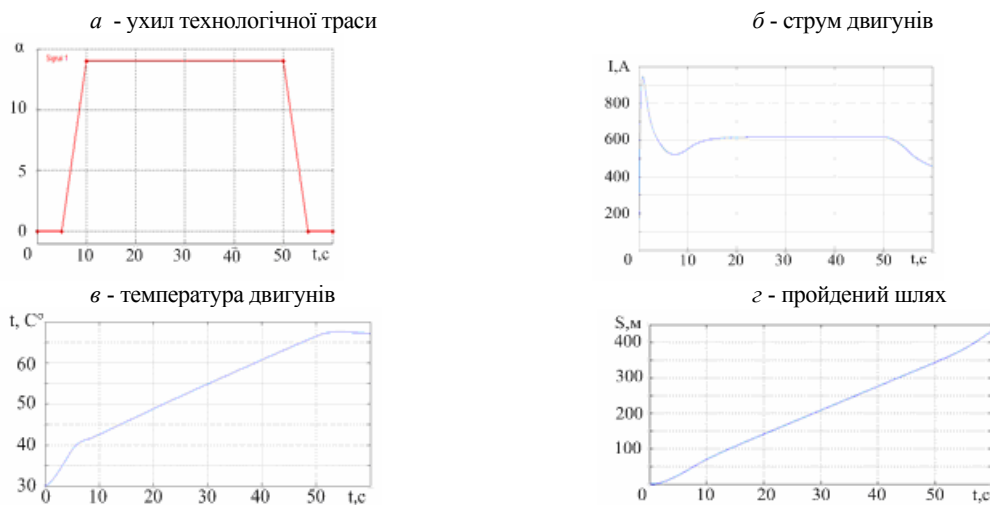 а - ухил технологічної траси
б - струм двигунів
α
Signal 1
10
5
0
0 10 20 30 40 50 t,с
I,А
800
600
400
200
0 10 20 30 40 50 t,с
в - температура двигунів
г - пройдений шлях
t, С°
60
50
40
30
0 10 20 30 40 50 t,с
S,м
400
300
200
100
0 10 20 30 40 50 t,с